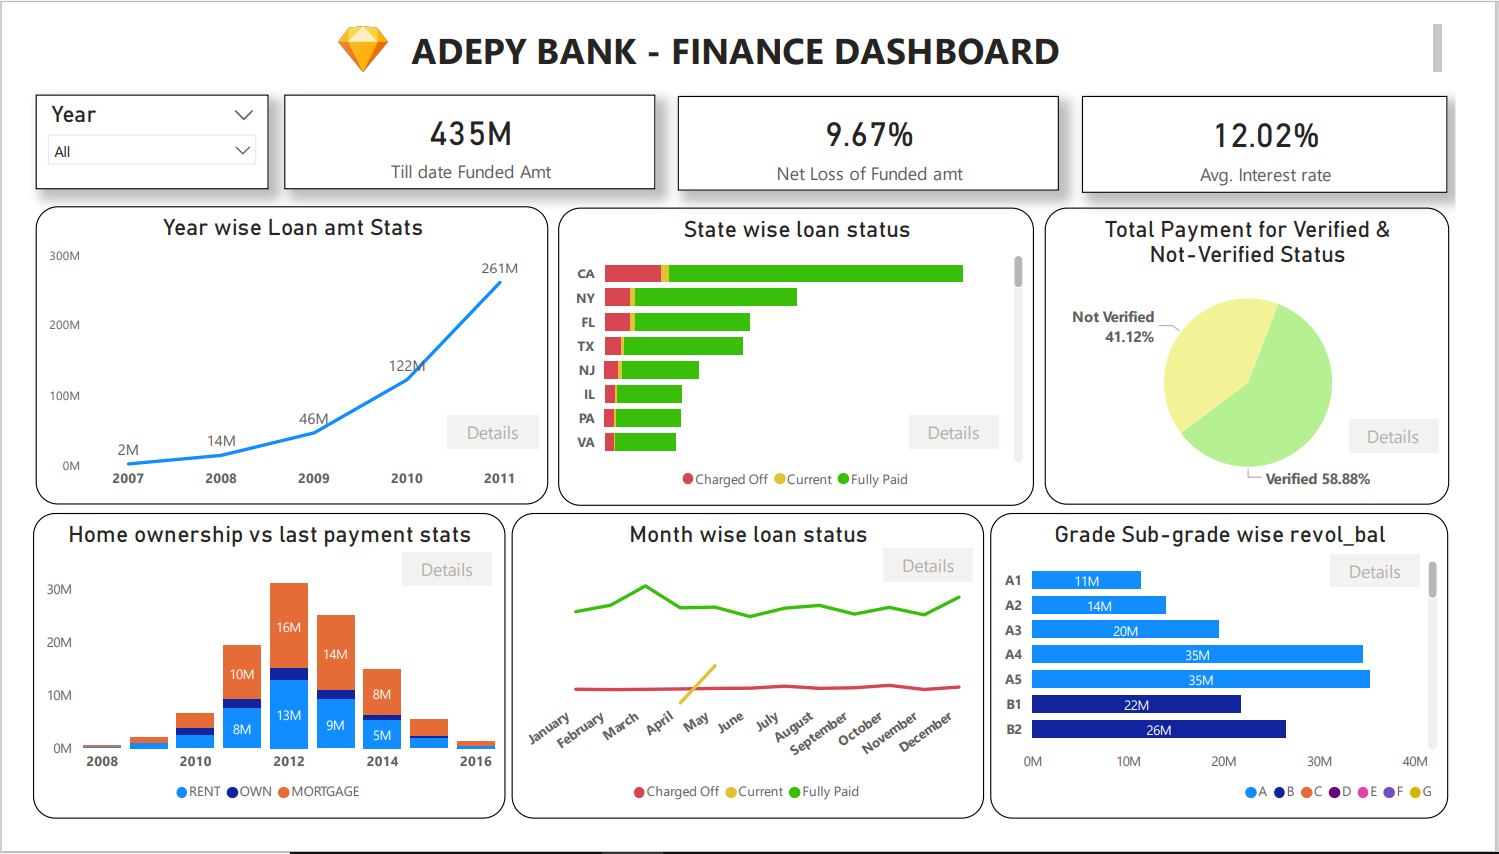 ADEPY BANK - FINANCE DASHBOARD
Year
All
435M
Till date Funded Amt
9.67%
Net Loss of Funded amt
12.02%
Avg. Interest rate
Year wise Loan amt Stats
300M
200M
100M
0M
2M
14M
46M
122M
261M
2007 2008 2009 2010 2011
Details
State wise loan status
CA
NY
FL
TX
NJ
IL
PA
VA
Details
Charged Off Current Fully Paid
Total Payment for Verified &
Not-Verified Status
Not Verified
41.12%
Details
Verified 58.88%
Home ownership vs last payment stats
Details
30M
20M
10M
0M
10M
8M
16M
13M
14M
9M
8M
5M
2008 2010 2012 2014 2016
RENT OWN MORTGAGE
Month wise loan status
Details
January February March April May June July August September October November December
Charged Off Current Fully Paid
Grade Sub-grade wise revol_bal
Details
A1 11M
A2 14M
A3 20M
A4 35M
A5 35M
B1 22M
B2 26M
0M 10M 20M 30M 40M
A B C D E F G